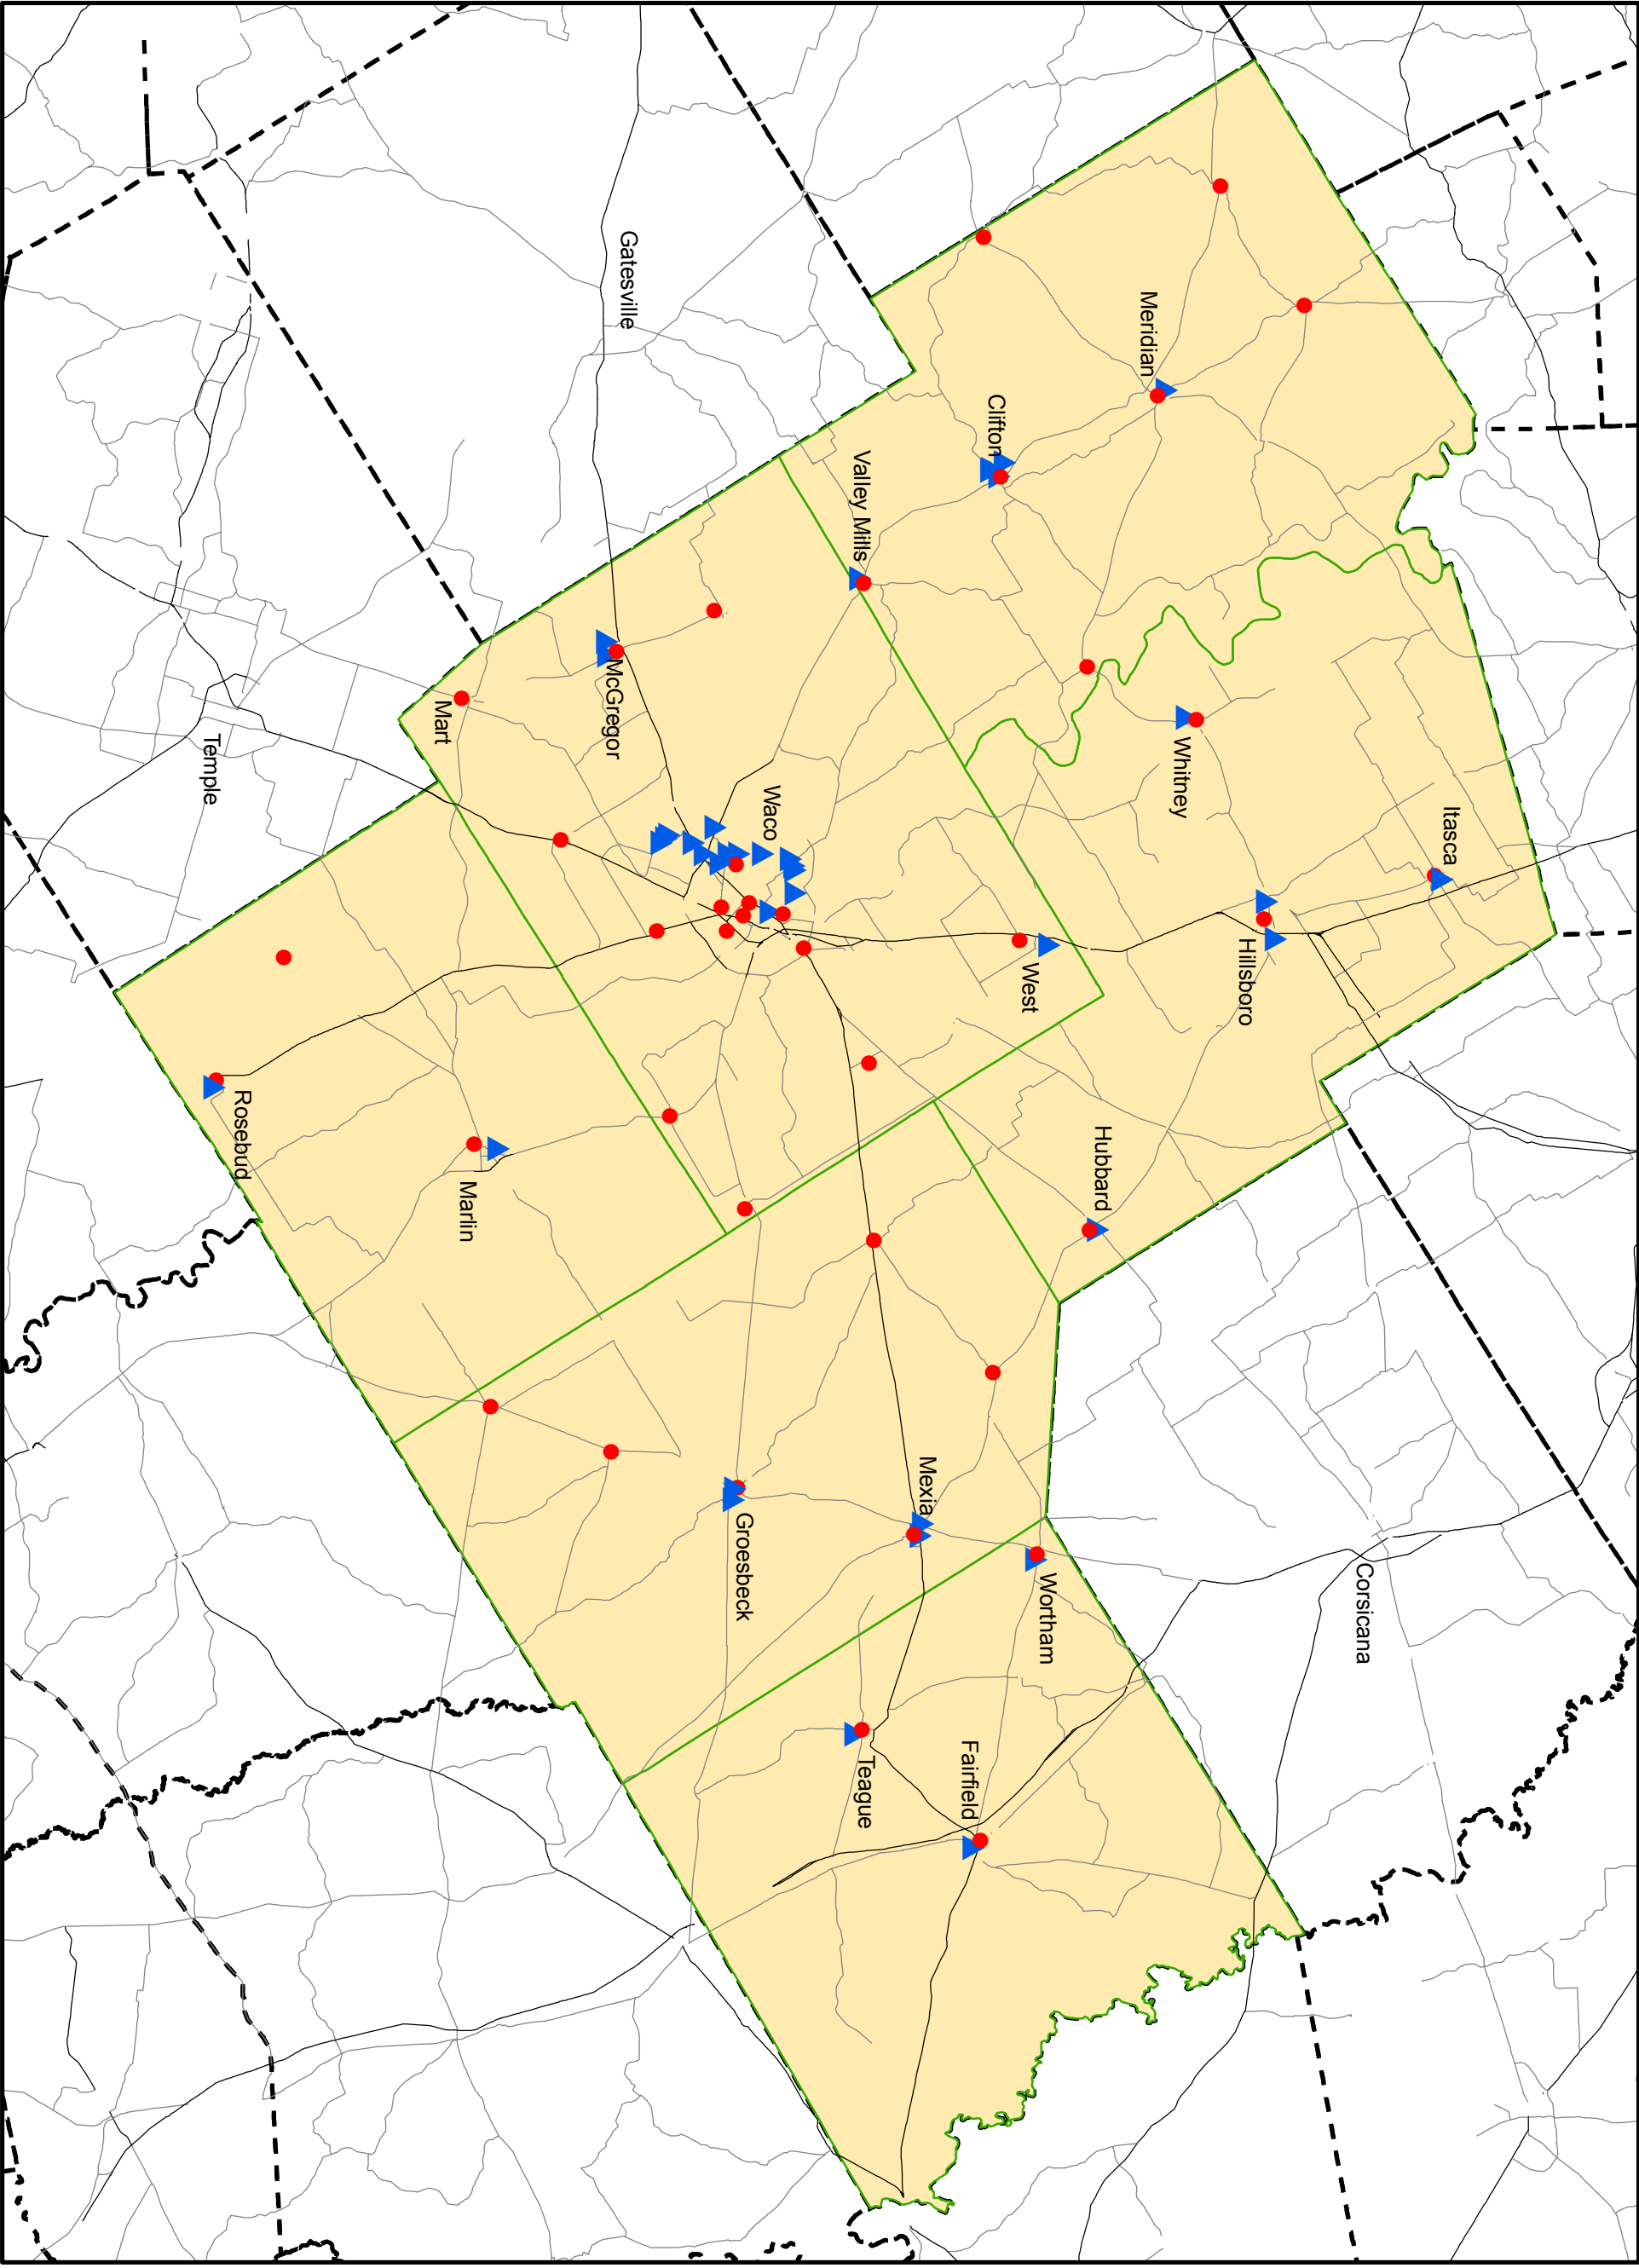 Itasca
Hillsboro
Whitney
Meridian
Corsicana
Hubbard
West
Clifton
Wortham
Fairfield
Mexia
Valley Mills
Teague
Waco
Groesbeck
Gatesville
McGregor
Marlin
Mart
Rosebud
Temple